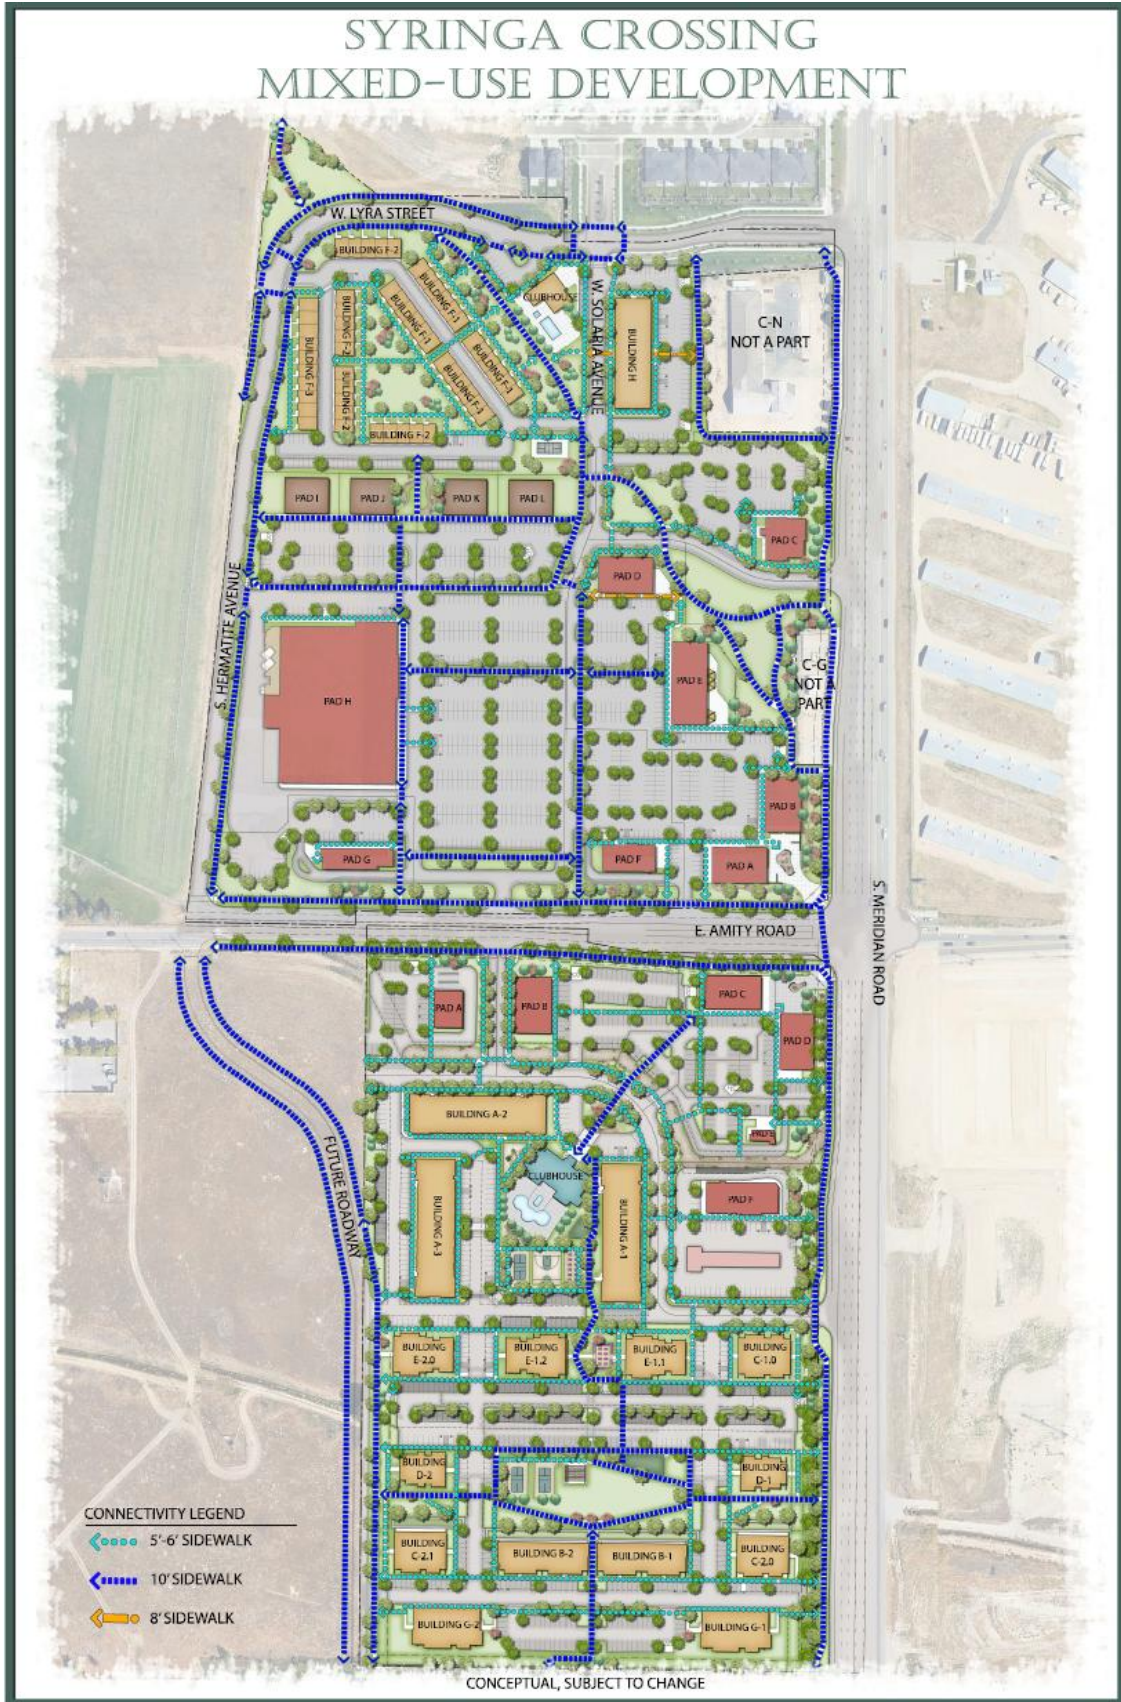 SYRINGA CROSSING
MIXED-USE DEVELOPMENT
W. LYRA STREET
BUILDING F-2
BUILDING F-1
CLUBHOUSE
W. SOLARIA AVENUE
BUILDING H
C-N
NOT A PART
BUILDING F-3
BUILDING F-2
BUILDING F-1
BUILDING F-1
BUILDING F-1
BUILDING F-2
BUILDING F-2
PAD I
PAD J
PAD K
PAD L
PAD C
PAD D
S. HERMATITE AVENUE
PAD H
PAD E
C-G
NOT A
PART
PAD B
PAD G
PAD F
PAD A
S. MERIDIAN ROAD
E. AMITY ROAD
PAD A
PAD B
PAD C
PAD D
BUILDING A-2
PAD E
FUTURE ROADWAY
CLUBHOUSE
BUILDING A-3
BUILDING A-1
PAD F
BUILDING
E-2.0
BUILDING
E-1.2
BUILDING
E-1.1
BUILDING
C-1.0
BUILDING
D-2
BUILDING
D-1
BUILDING
C-2.1
BUILDING B-2
BUILDING B-1
BUILDING
C-2.0
BUILDING G-2
BUILDING G-1
CONNECTIVITY LEGEND
5'-6' SIDEWALK
10' SIDEWALK
8' SIDEWALK
CONCEPTUAL, SUBJECT TO CHANGE